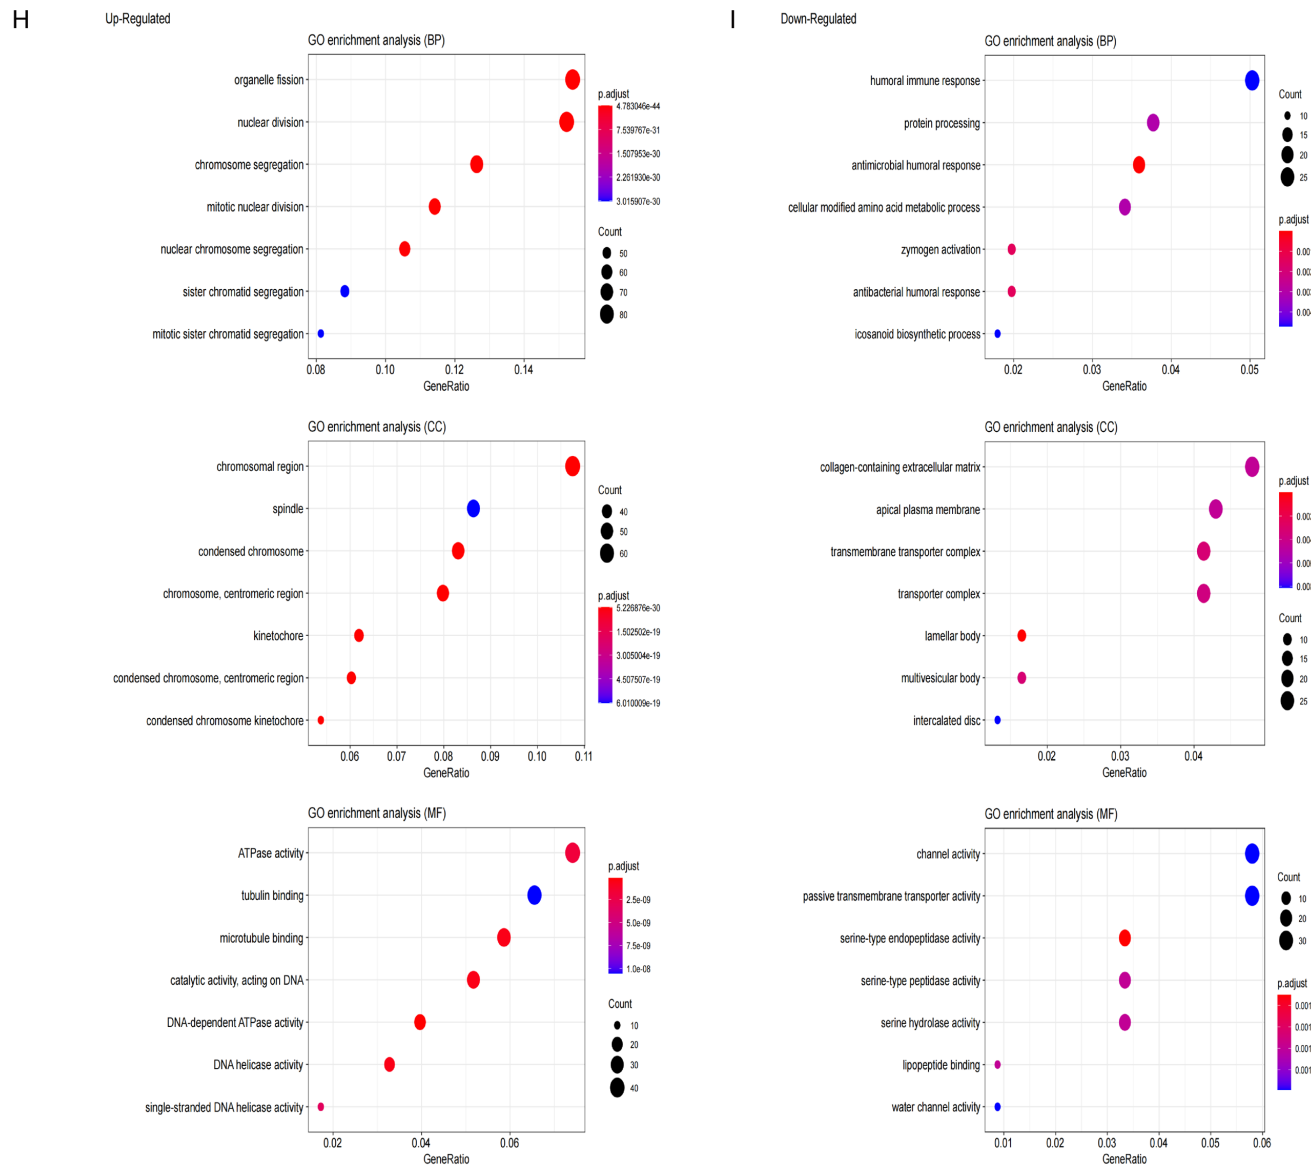 H
Up-Regulated
GO enrichment analysis (BP)
organelle fission
nuclear division
chromosome segregation
mitotic nuclear division
nuclear chromosome segregation
sister chromatid segregation
mitotic sister chromatid segregation
0.08 0.10 0.12 0.14
GeneRatio
p.adjust
4.783046e-44
7.539767e-31
1.507953e-30
2.261930e-30
3.015907e-30
Count
50
60
70
80
GO enrichment analysis (CC)
chromosomal region
spindle
condensed chromosome
chromosome, centromeric region
kinetochore
condensed chromosome, centromeric region
condensed chromosome kinetochore
0.06 0.07 0.08 0.09 0.10 0.11
GeneRatio
Count
40
50
60
p.adjust
5.226876e-30
1.502502e-19
3.005004e-19
4.507507e-19
6.010009e-19
GO enrichment analysis (MF)
ATPase activity
tubulin binding
microtubule binding
catalytic activity, acting on DNA
DNA-dependent ATPase activity
DNA helicase activity
single-stranded DNA helicase activity
0.02 0.04 0.06
GeneRatio
p.adjust
2.5e-09
5.0e-09
7.5e-09
1.0e-08
Count
10
20
30
40
I
Down-Regulated
GO enrichment analysis (BP)
humoral immune response
protein processing
antimicrobial humoral response
cellular modified amino acid metabolic process
zymogen activation
antibacterial humoral response
icosanoid biosynthetic process
0.02 0.03 0.04 0.05
GeneRatio
Count
10
15
20
25
p.adjust
GO enrichment analysis (CC)
collagen-containing extracellular matrix
apical plasma membrane
transmembrane transporter complex
transporter complex
lamellar body
multivesicular body
intercalated disc
0.02 0.03 0.04
GeneRatio
p.adjust
Count
10
15
20
25
GO enrichment analysis (MF)
channel activity
passive transmembrane transporter activity
serine-type endopeptidase activity
serine-type peptidase activity
serine hydrolase activity
lipopeptide binding
water channel activity
0.01 0.02 0.03 0.04 0.05 0.06
GeneRatio
Count
10
20
30
p.adjust
0.001
0.001
0.001
0.001